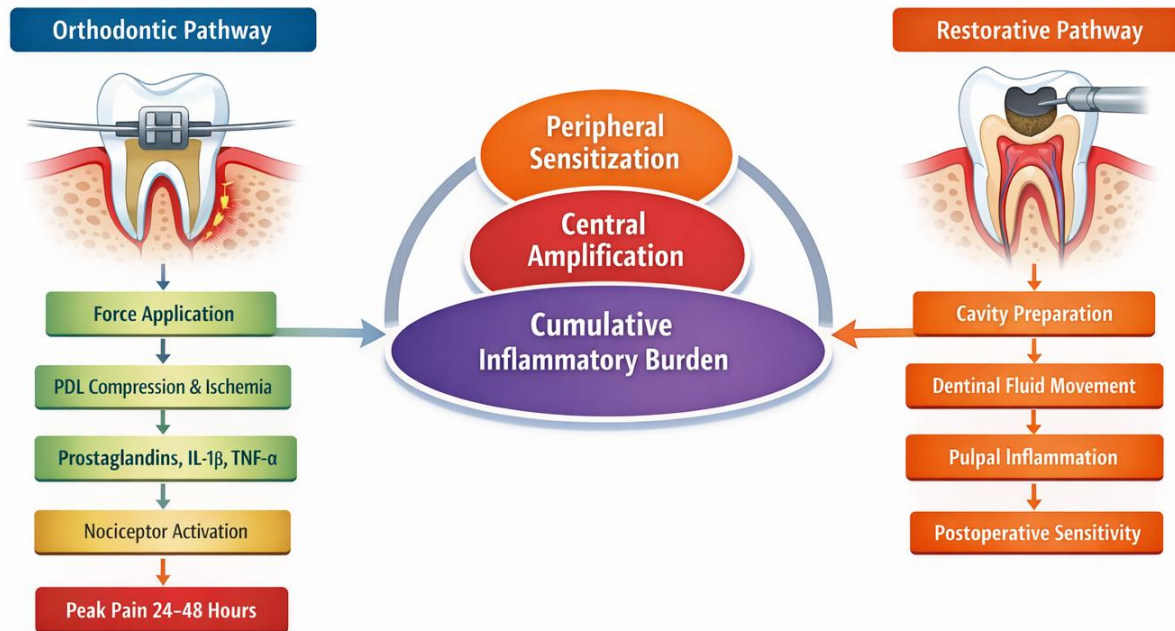 Orthodontic Pathway
Force Application
PDL Compression & Ischemia
Prostaglandins, IL-1β, TNF-α
Nociceptor Activation
Peak Pain 24–48 Hours
Peripheral
Sensitization
Central
Amplification
Cumulative
Inflammatory Burden
Restorative Pathway
Cavity Preparation
Dentinal Fluid Movement
Pulpal Inflammation
Postoperative Sensitivity